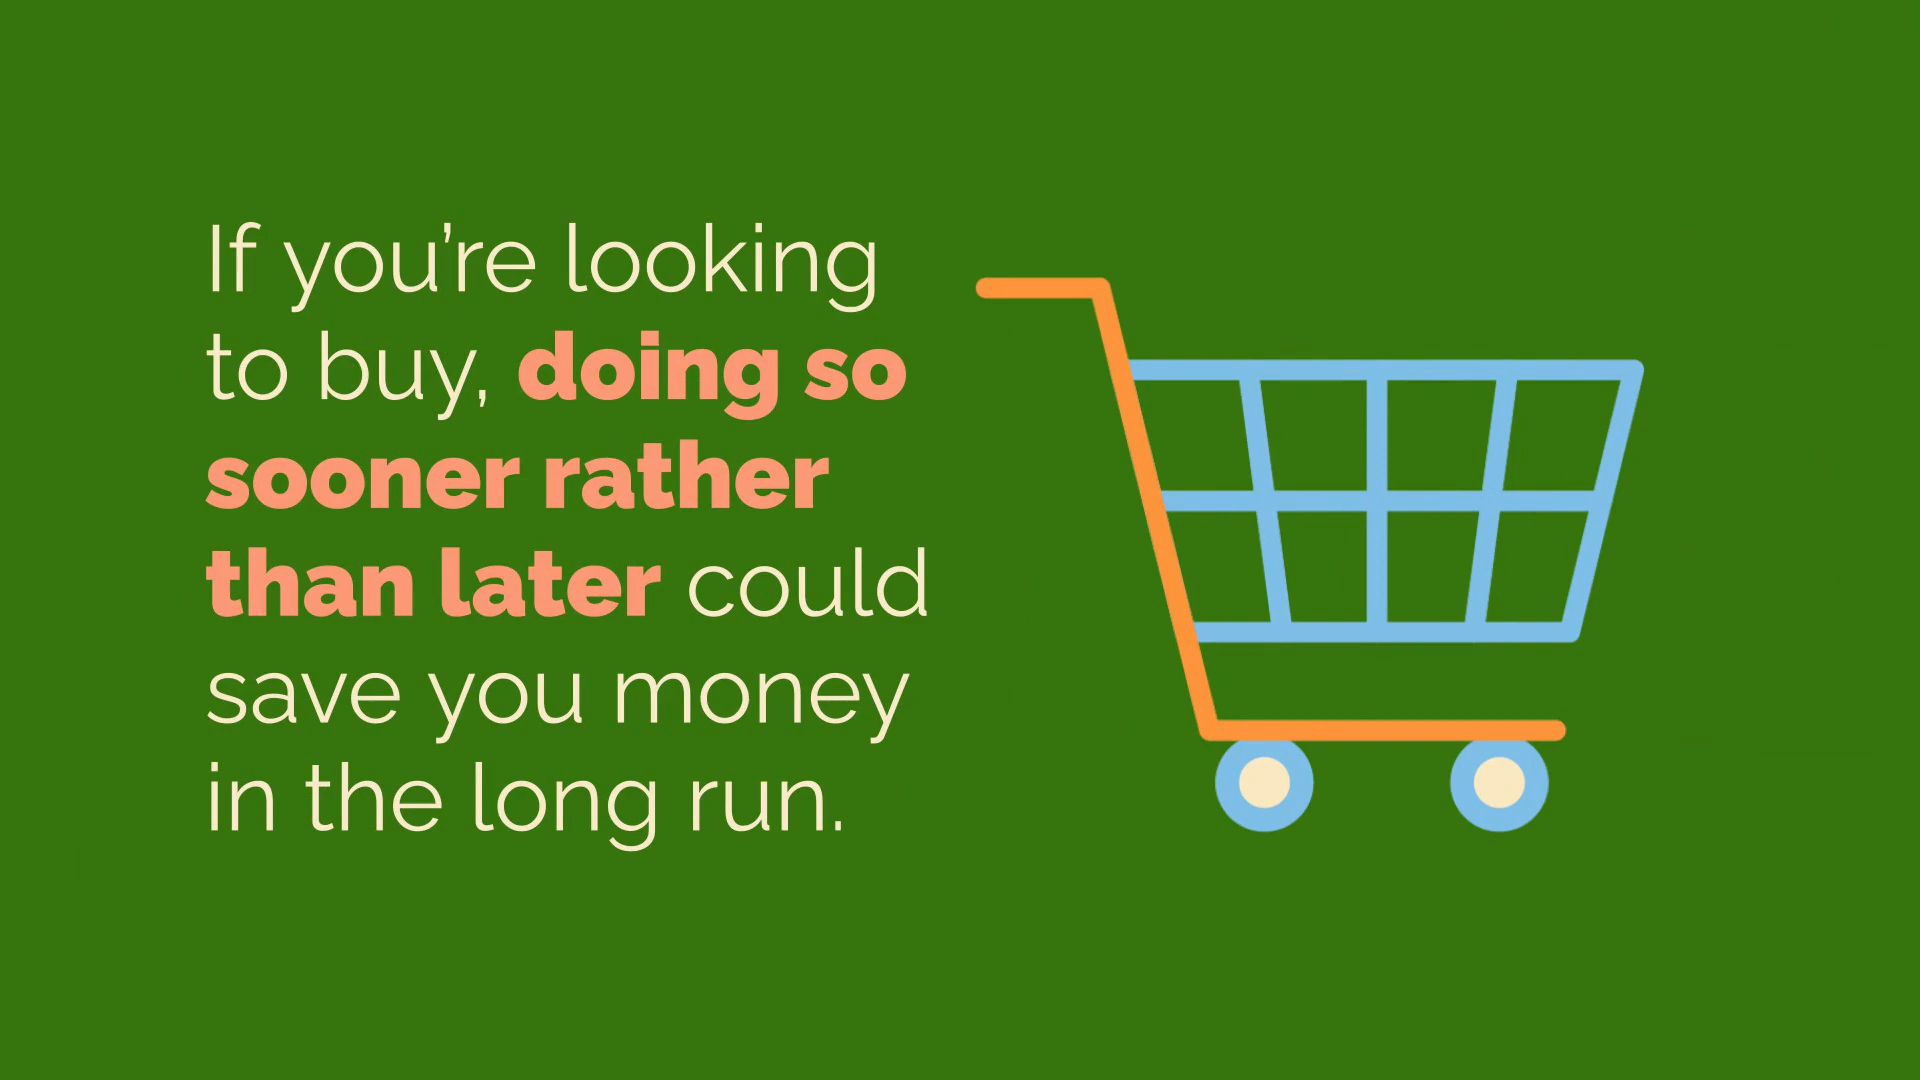 If you’re looking
to buy, doing so
sooner rather
than later could
save you money
in the long run.